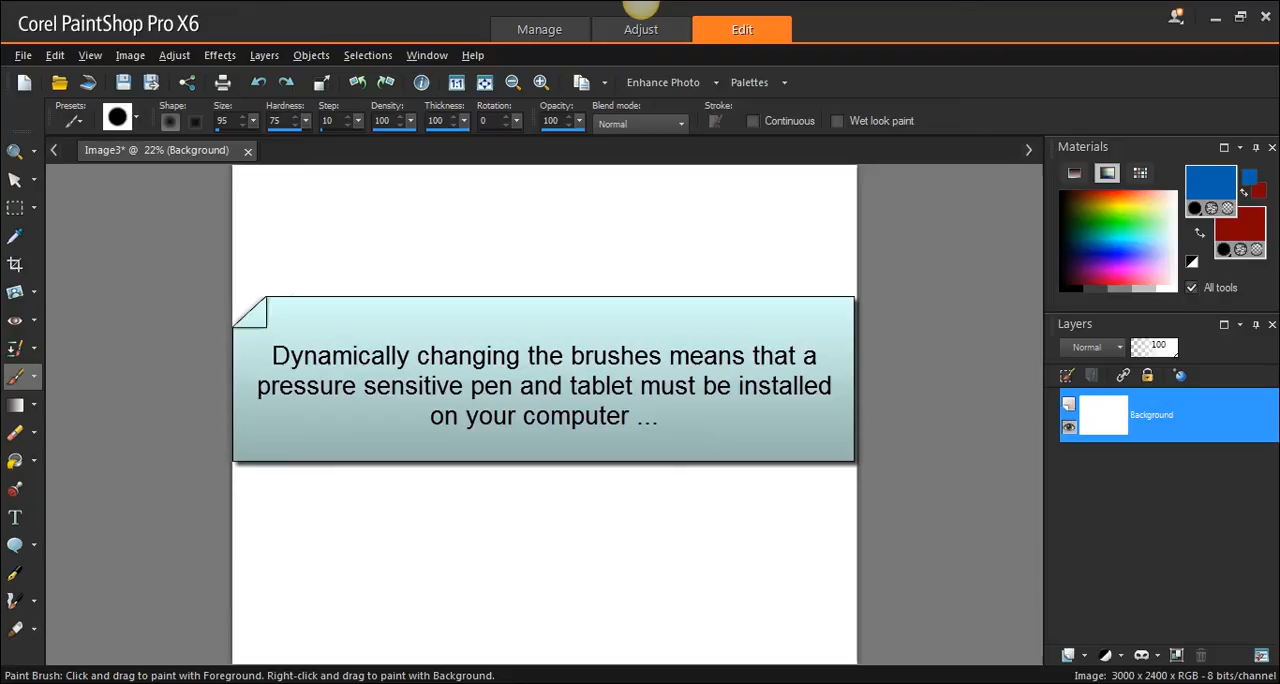 Corel PaintShop Pro X6
Manage Adjust Edit
File Edit View Image Adjust Effects Layers Objects Selections Window Help
Enhance Photo Palettes
Presets: Shape: Size: Hardness: Step: Density: Thickness: Rotation: Opacity: Blend mode: Stroke:
95 75 10 100 100 0 100 Normal Continuous Wet look paint
Image3* @ 22% (Background)
Materials
All tools
Layers
Normal 100
Background
Dynamically changing the brushes means that a
pressure sensitive pen and tablet must be installed
on your computer ...
Paint Brush: Click and drag to paint with Foreground. Right-click and drag to paint with Background.
Image: 3000 x 2400 x RGB - 8 bits/channel